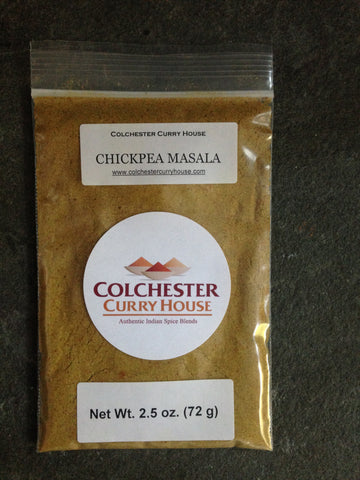 Colchester Curry House
CHICKPEA MASALA
www.colchestercurryhouse.com
COLCHESTER
CURRY HOUSE
Authentic Indian Spice Blends
Net Wt. 2.5 oz. (72 g)